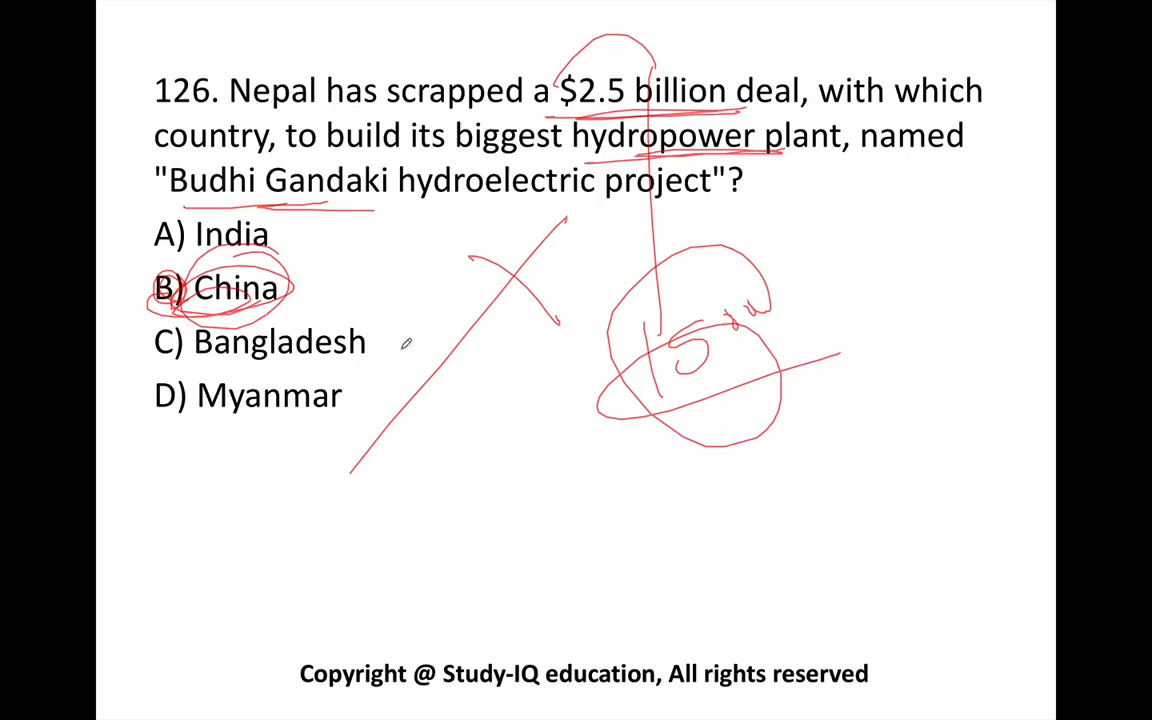 126. Nepal has scrapped a $2.5 billion deal, with which
country, to build its biggest hydropower plant, named
"Budhi Gandaki hydroelectric project"?
A) India
B) China
C) Bangladesh
D) Myanmar
Copyright @ Study-IQ education, All rights reserved